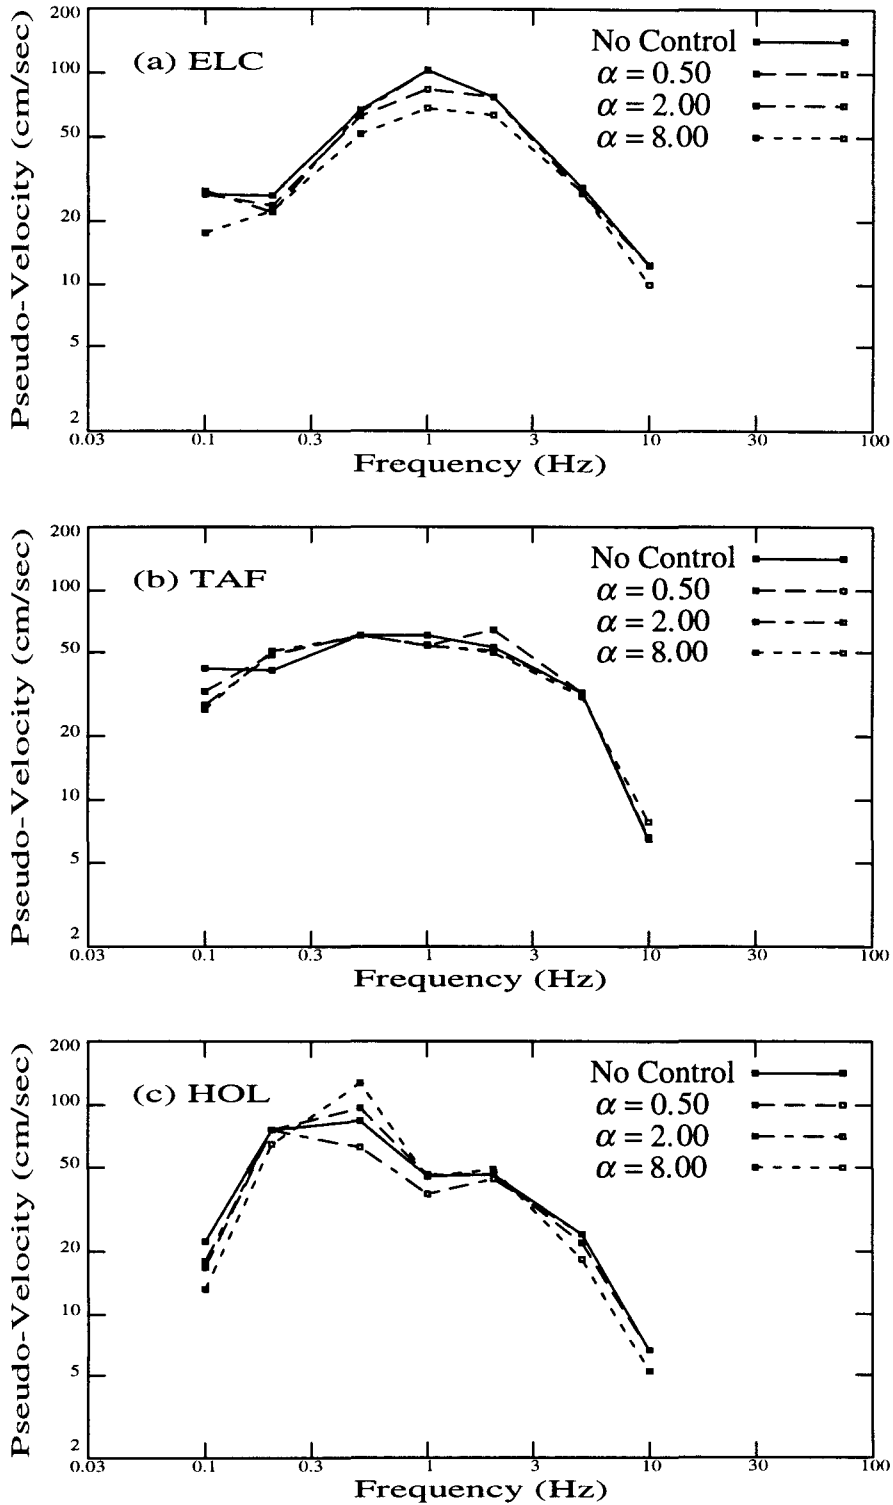 200
100
50
20
10
5
2
Pseudo-Velocity (cm/sec)
(a) ELC
No Control
α = 0.50
α = 2.00
α = 8.00
0.03 0.1 0.3 1 3 10 30 100
Frequency (Hz)
200
100
50
20
10
5
2
Pseudo-Velocity (cm/sec)
(b) TAF
No Control
α = 0.50
α = 2.00
α = 8.00
0.03 0.1 0.3 1 3 10 30 100
Frequency (Hz)
200
100
50
20
10
5
2
Pseudo-Velocity (cm/sec)
(c) HOL
No Control
α = 0.50
α = 2.00
α = 8.00
0.03 0.1 0.3 1 3 10 30 100
Frequency (Hz)